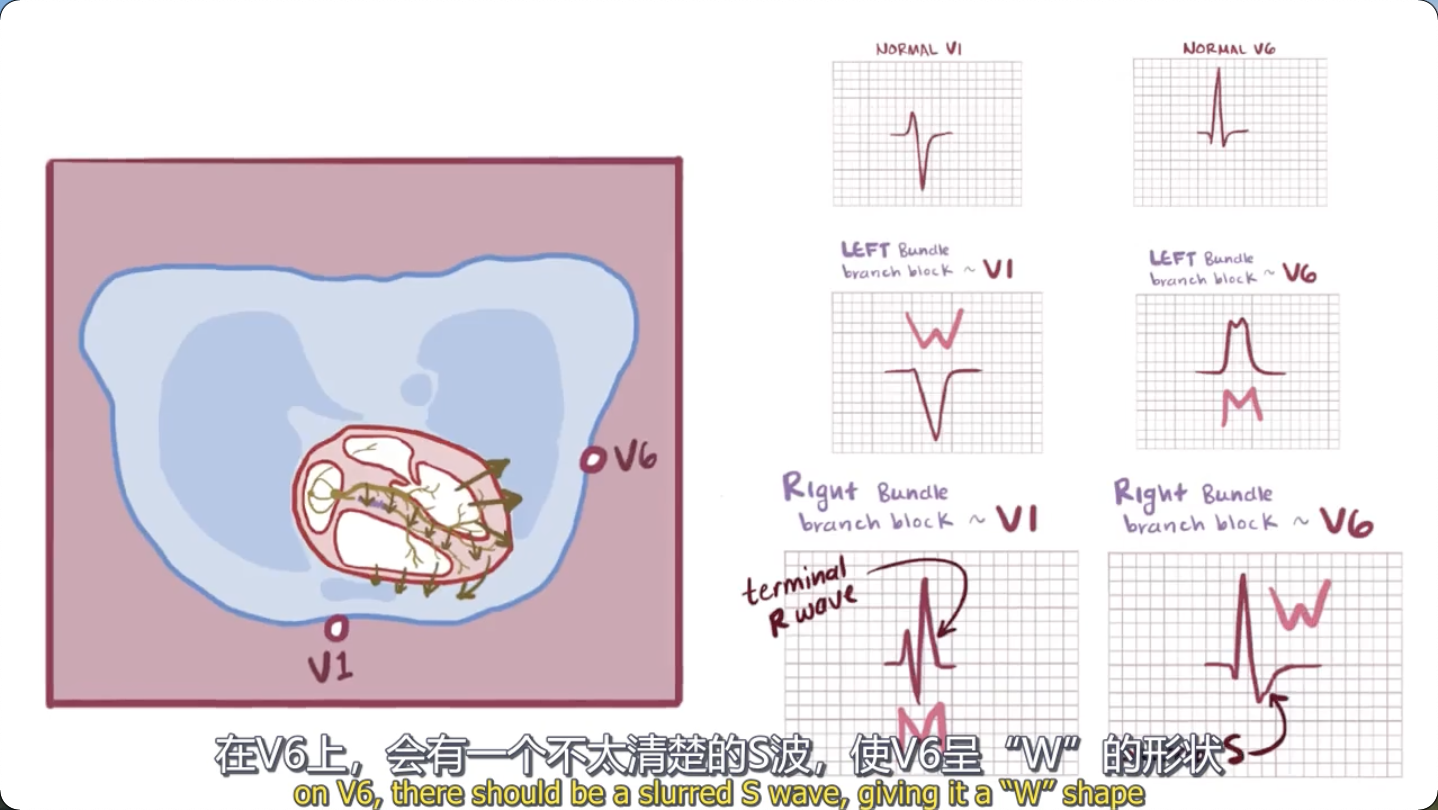 NORMAL V1
NORMAL V6
LEFT Bundle
branch block ~ V1
LEFT Bundle
branch block ~ V6
W
M
V6
V1
Right Bundle
branch block ~ V1
Right Bundle
branch block ~ V6
terminal
R wave
M
W
S
在V6上，会有一个不太清楚的S波，使V6呈“W”的形状
on V6, there should be a slurred S wave, giving it a “W” shape